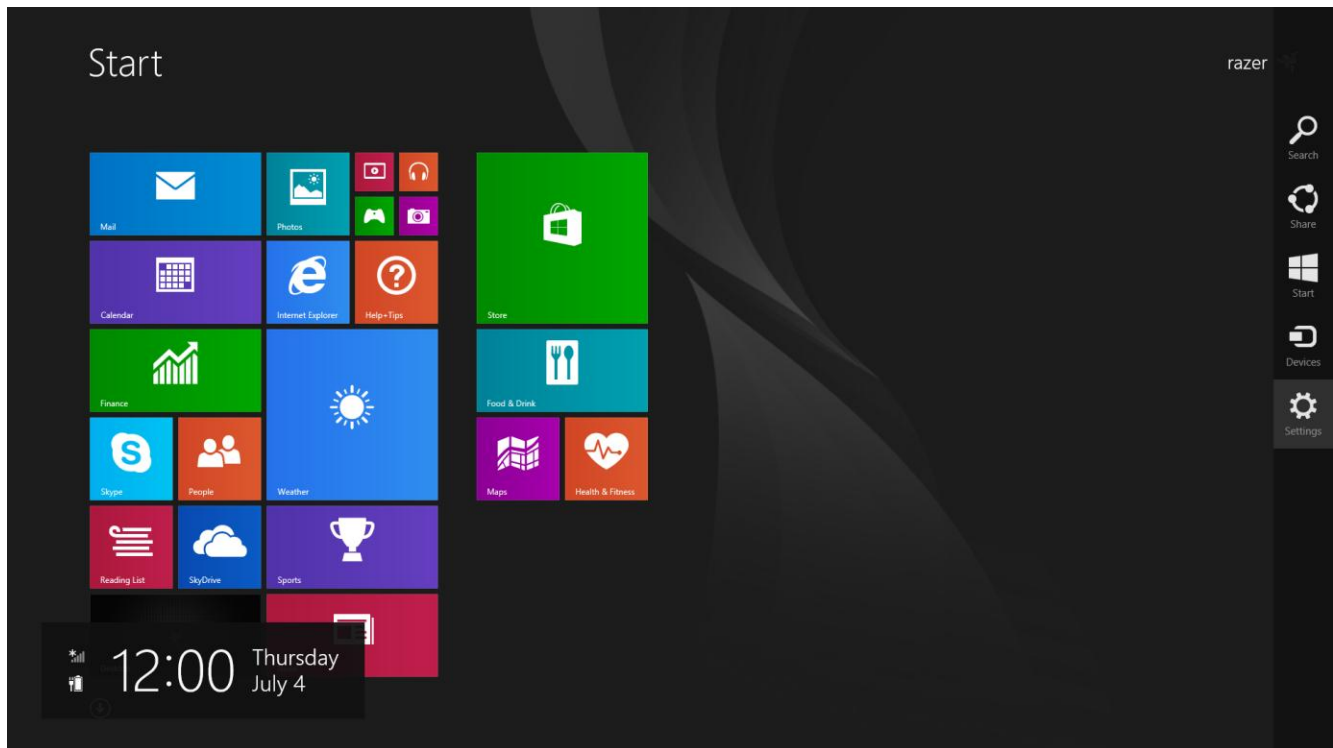 Start
razer
Search
Share
Start
Devices
Settings
Mail
Photos
Calendar
Internet Explorer
Help+Tips
Finance
Skype
People
Weather
Reading List
SkyDrive
Sports
Store
Food & Drink
Maps
Health & Fitness
12:00
Thursday
July 4